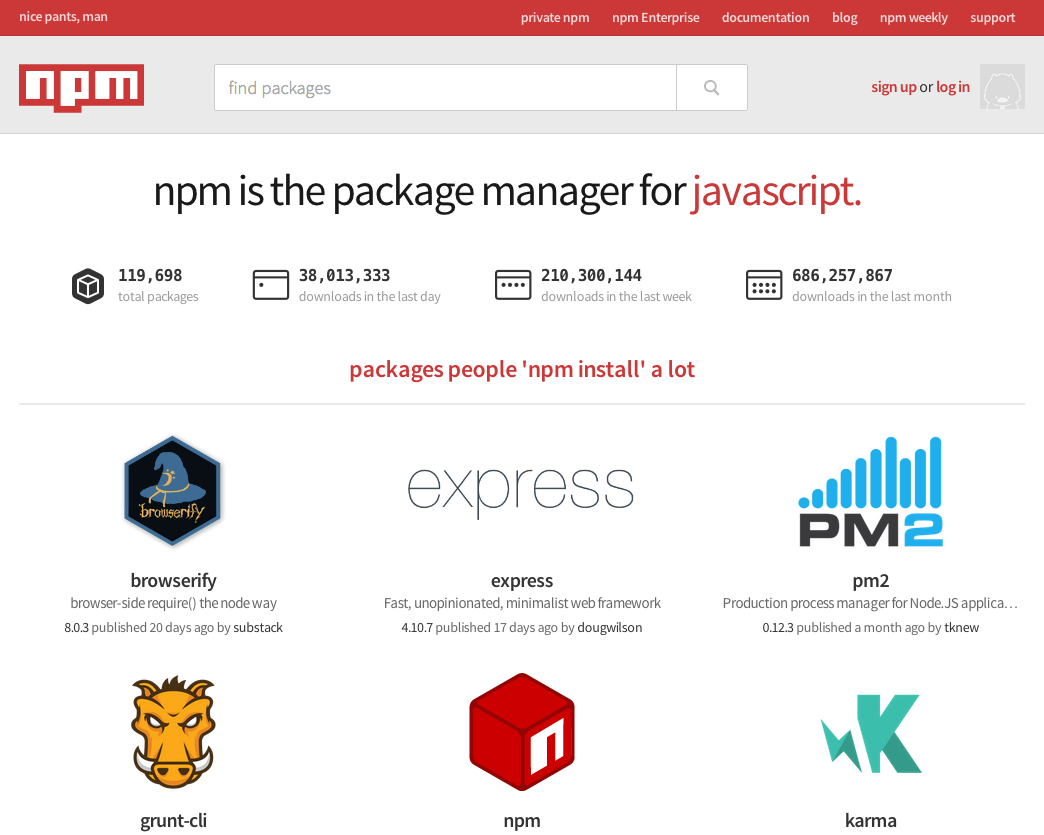 nice pants, man
private npm npm Enterprise documentation blog npm weekly support
npm
find packages
sign up or log in
npm is the package manager for javascript.
119,698
total packages
38,013,333
downloads in the last day
210,300,144
downloads in the last week
686,257,867
downloads in the last month
packages people 'npm install' a lot
browserify
express
PM2
browserify
browser-side require() the node way
8.0.3 published 20 days ago by substack
express
Fast, unopinionated, minimalist web framework
4.10.7 published 17 days ago by dougwilson
pm2
Production process manager for Node.JS applica…
0.12.3 published a month ago by tknew
n
K
grunt-cli
npm
karma